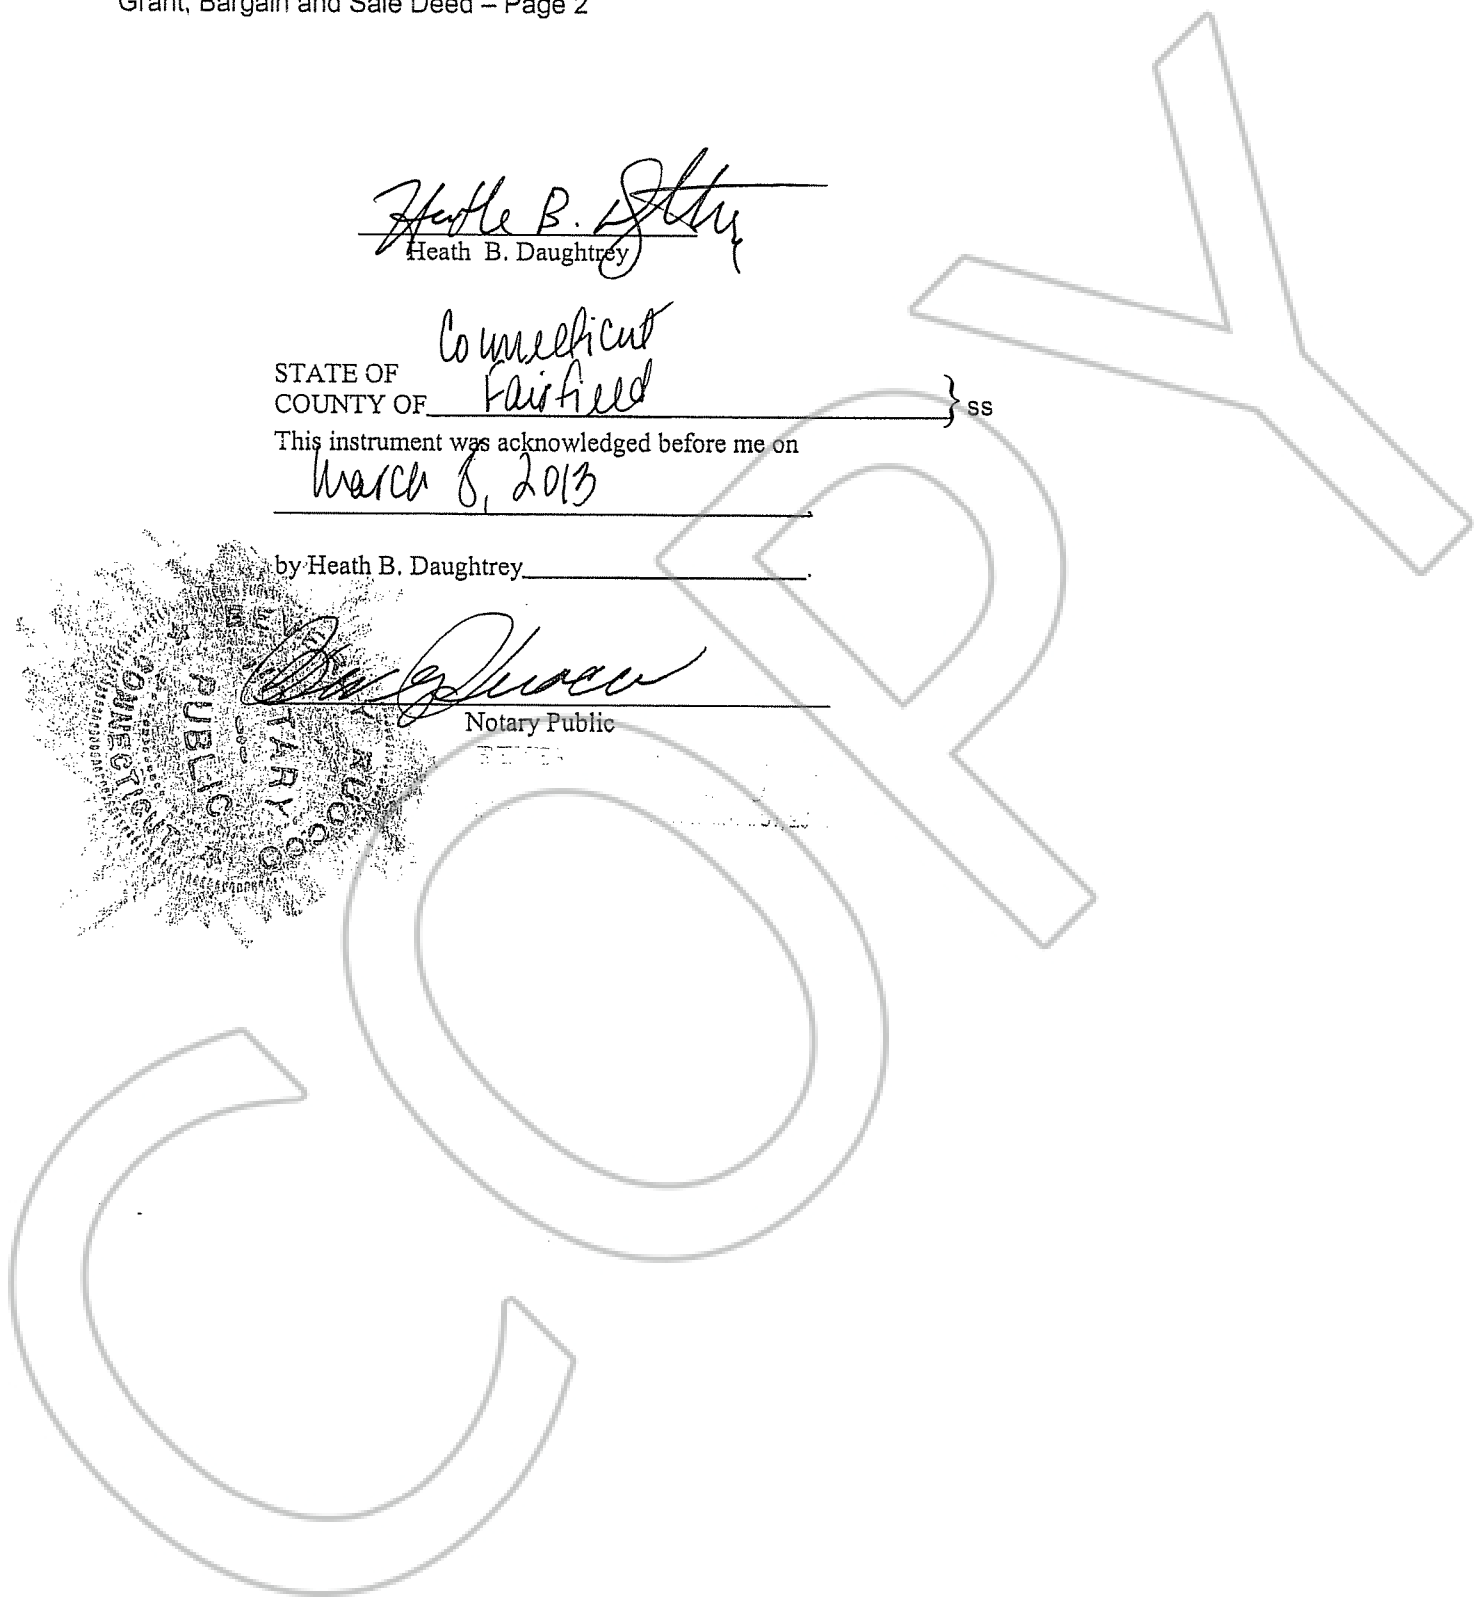 Grant, Bargain and Sale Deed – Page 2
Heath B. Daughtrey
STATE OF Connecticut
COUNTY OF Fairfield } ss
This instrument was acknowledged before me on
March 8, 2013
by Heath B. Daughtrey
Notary Public
NOTARY
PUBLIC
CONNECTICUT
RUOCCO
COPY